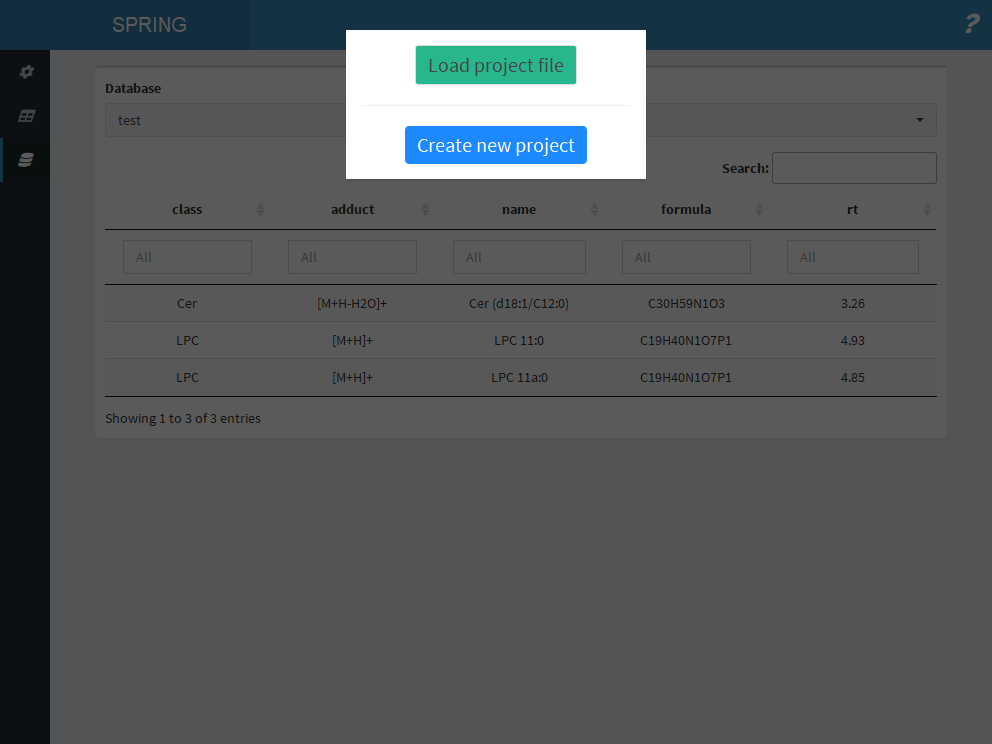 SPRING
?
Load project file
Create new project
Database
test
Search:
class adduct name formula rt
All All All All All
Cer [M+H-H2O]+ Cer (d18:1/C12:0) C30H59N1O3 3.26
LPC [M+H]+ LPC 11:0 C19H40N1O7P1 4.93
LPC [M+H]+ LPC 11a:0 C19H40N1O7P1 4.85
Showing 1 to 3 of 3 entries